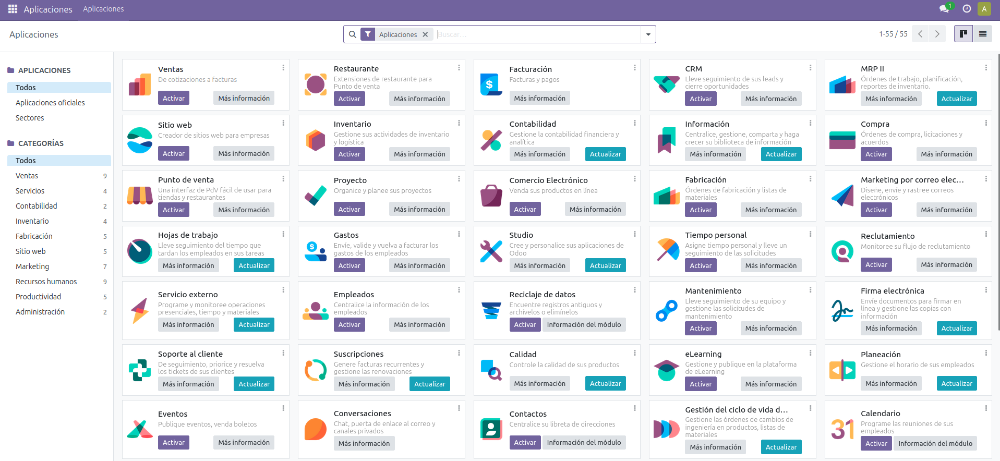 Aplicaciones
Aplicaciones
1
A
Aplicaciones
Aplicaciones
Buscar...
1-55 / 55
APLICACIONES
Todos
Aplicaciones oficiales
Sectores
CATEGORÍAS
Todos
Ventas 9
Servicios 4
Contabilidad 2
Inventario 4
Fabricación 5
Sitio web 5
Marketing 7
Recursos humanos 9
Productividad 5
Administración 2
Ventas
De cotizaciones a facturas
Activar
Más información
Restaurante
Extensiones de restaurante para
Punto de venta
Activar
Más información
$
Facturación
Facturas y pagos
Más información
CRM
Lleve seguimiento de sus leads y
cierre oportunidades
Activar
Más información
MRP II
Órdenes de trabajo, planificación,
reportes de inventario.
Más información
Actualizar
Sitio web
Creador de sitios web para empresas
Activar
Más información
Inventario
Gestione sus actividades de inventario
y logística
Activar
Más información
Contabilidad
Gestione la contabilidad financiera y
analítica
Más información
Actualizar
Información
Centralice, gestione, comparta y haga
crecer su biblioteca de información
Más información
Actualizar
Compra
Órdenes de compra, licitaciones y
acuerdos
Activar
Más información
Punto de venta
Una interfaz de PdV fácil de usar para
tiendas y restaurantes
Activar
Más información
Proyecto
Organice y planee sus proyectos
Activar
Más información
Comercio Electrónico
Venda sus productos en línea
Activar
Más información
Fabricación
Órdenes de fabricación y listas de
materiales
Activar
Más información
Marketing por correo elec...
Diseñe, envíe y rastree correos
electrónicos
Activar
Más información
Hojas de trabajo
Lleve seguimiento del tiempo que
tardan los empleados en sus tareas
Más información
Actualizar
$
Gastos
Envíe, valide y vuelva a facturar los
gastos de los empleados
Activar
Más información
Studio
Cree y personalice sus aplicaciones de
Odoo
Más información
Actualizar
Tiempo personal
Asigne tiempo personal y lleve un
seguimiento de las solicitudes
Activar
Más información
Reclutamiento
Monitoree su flujo de reclutamiento
Activar
Más información
Servicio externo
Programe y monitoree operaciones
presenciales, tiempo y materiales
Más información
Actualizar
Empleados
Centralice la información de los
empleados
Activar
Más información
Reciclaje de datos
Encuentre registros antiguos y
archívelos o elimínelos
Activar
Información del módulo
Mantenimiento
Lleve seguimiento de su equipo y
gestione las solicitudes de
mantenimiento
Activar
Más información
Firma electrónica
Envíe documentos para firmar en
línea y gestione las copias con
información
Más información
Actualizar
Soporte al cliente
De seguimiento, priorice y resuelva
los tickets de sus clientes
Más información
Actualizar
Suscripciones
Genere facturas recurrentes y
gestione las renovaciones
Más información
Actualizar
Calidad
Controle la calidad de sus productos
Más información
Actualizar
eLearning
Gestione y publique en la plataforma
de eLearning
Activar
Más información
Planeación
Gestione el horario de sus empleados
Más información
Actualizar
Eventos
Publique eventos, venda boletos
Activar
Más información
Conversaciones
Chat, puerta de enlace al correo y
canales privados
Más información
Contactos
Centralice su libreta de direcciones
Activar
Información del módulo
Gestión del ciclo de vida d...
Gestione las órdenes de cambios de
ingeniería en productos, listas de
materiales
Más información
Actualizar
31
Calendario
Programe las reuniones de sus
empleados
Activar
Información del módulo